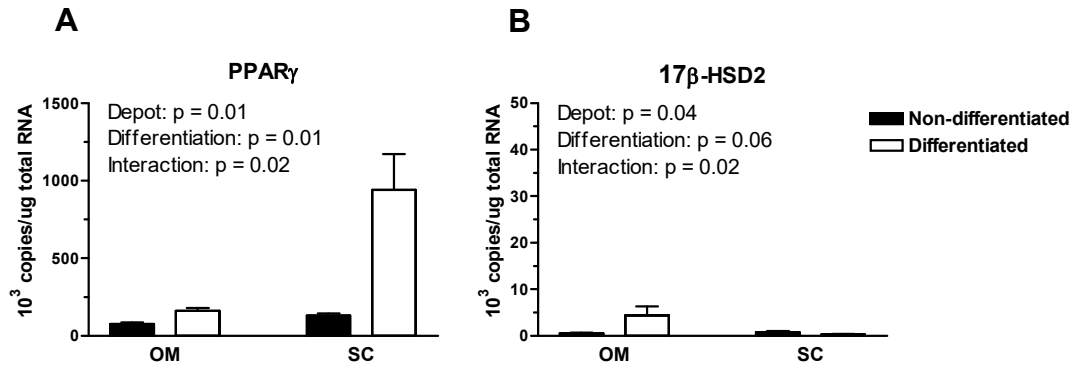 A
PPARγ
10³ copies/ug total RNA
1500
1000
500
0
Depot: p = 0.01
Differentiation: p = 0.01
Interaction: p = 0.02
OM
SC
B
17β-HSD2
10³ copies/ug total RNA
50
40
30
20
10
0
Depot: p = 0.04
Differentiation: p = 0.06
Interaction: p = 0.02
OM
SC
Non-differentiated
Differentiated